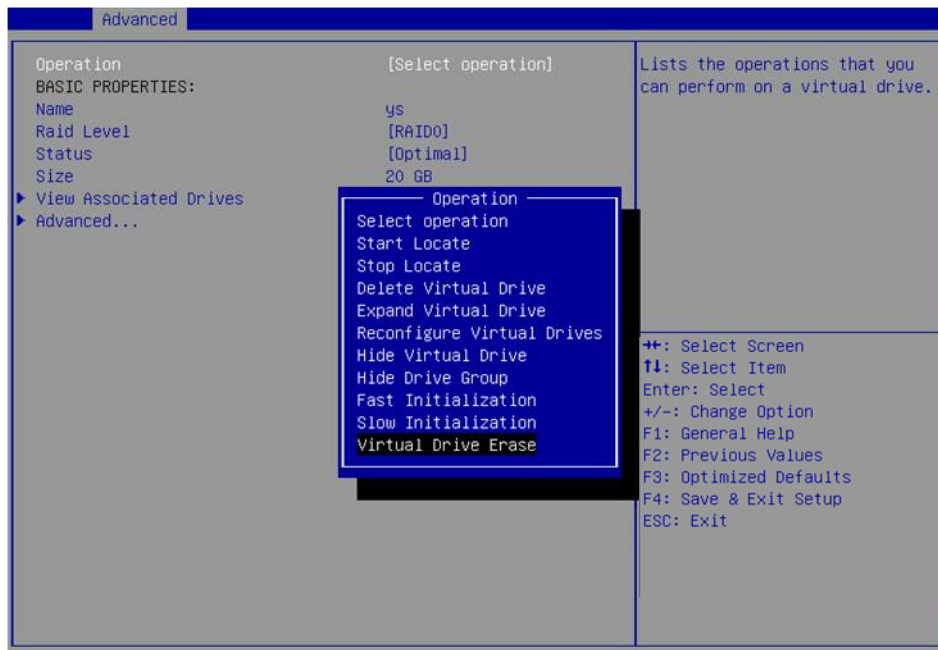 Advanced
Operation [Select operation]
BASIC PROPERTIES:
Name ys
Raid Level [RAID0]
Status [Optimal]
Size 20 GB
View Associated Drives
Advanced...
Operation
Select operation
Start Locate
Stop Locate
Delete Virtual Drive
Expand Virtual Drive
Reconfigure Virtual Drives
Hide Virtual Drive
Hide Drive Group
Fast Initialization
Slow Initialization
Virtual Drive Erase
Lists the operations that you
can perform on a virtual drive.
→←: Select Screen
↑↓: Select Item
Enter: Select
+/-: Change Option
F1: General Help
F2: Previous Values
F3: Optimized Defaults
F4: Save & Exit Setup
ESC: Exit